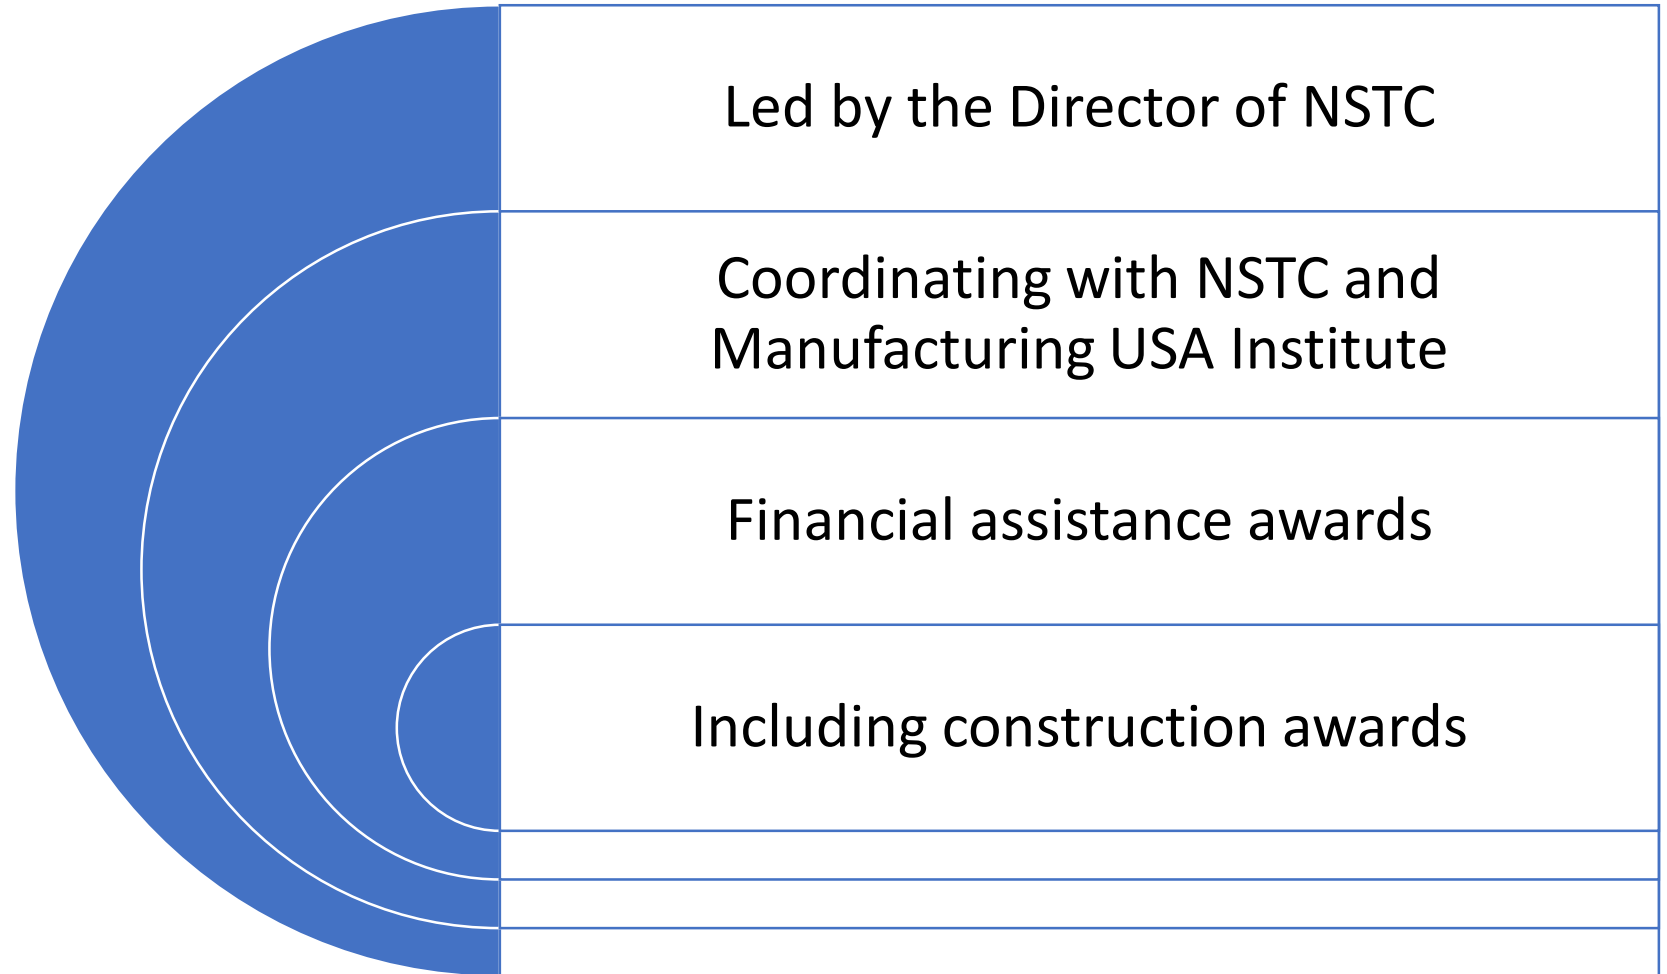 Led by the Director of NSTC
Coordinating with NSTC and
Manufacturing USA Institute
Financial assistance awards
Including construction awards